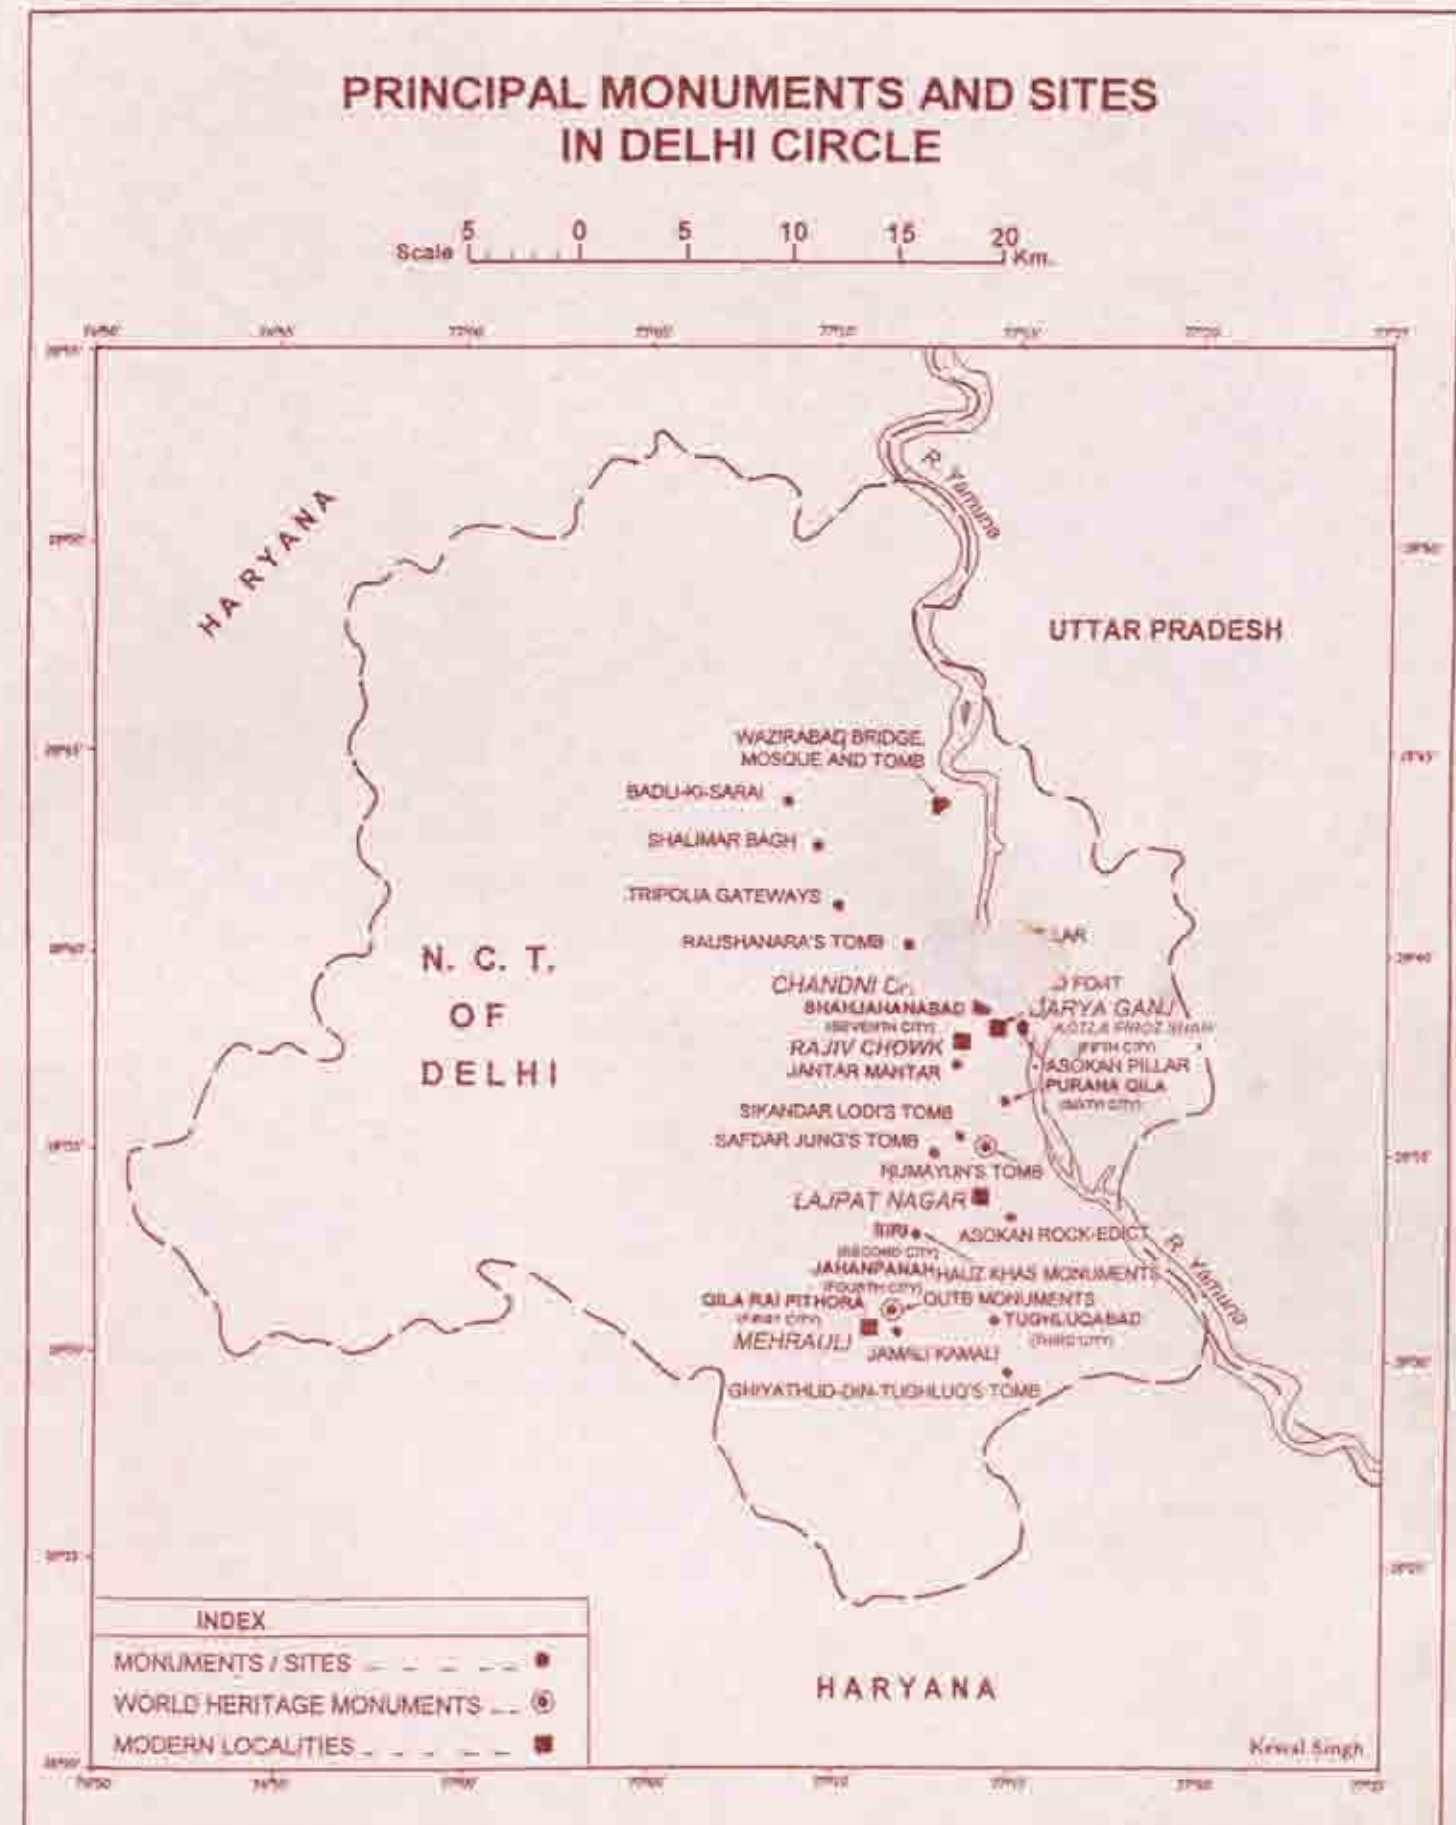 PRINCIPAL MONUMENTS AND SITES
IN DELHI CIRCLE
5 0 5 10 15 20
Scale Km.
R. Yamuna
HARYANA
UTTAR PRADESH
WAZIRABAD BRIDGE,
MOSQUE AND TOMB
BADLI-KI-SARAI
SHALIMAR BAGH
TRIPOLIA GATEWAYS
RAUSHANARA'S TOMB
LAR
N. C. T.
OF
DELHI
CHANDNI
FORT
SHAHJAHANABAD
(SEVENTH CITY)
DARYA GANJ
(FIFTH CITY)
RAJIV CHOWK
JANTAR MANTAR
ASOKAN PILLAR
PURANA QILA
(SIXTH CITY)
SIKANDAR LODI'S TOMB
SAFDAR JUNG'S TOMB
HUMAYUN'S TOMB
LAJPAT NAGAR
ASOKAN ROCK-EDICT
SIRI
(SECOND CITY)
JAHANPANAH
(FOURTH CITY)
HAUZ KHAS MONUMENTS
R. Yamuna
QILA RAI PITHORA
(FIRST CITY)
QUTB MONUMENTS
TUGHLUQABAD
(THIRD CITY)
MEHRAULI
JAMALI KAMALI
GHIYATHUD-DIN-TUGHLUQ'S TOMB
INDEX
MONUMENTS / SITES
WORLD HERITAGE MONUMENTS
MODERN LOCALITIES
HARYANA
Kewal Singh